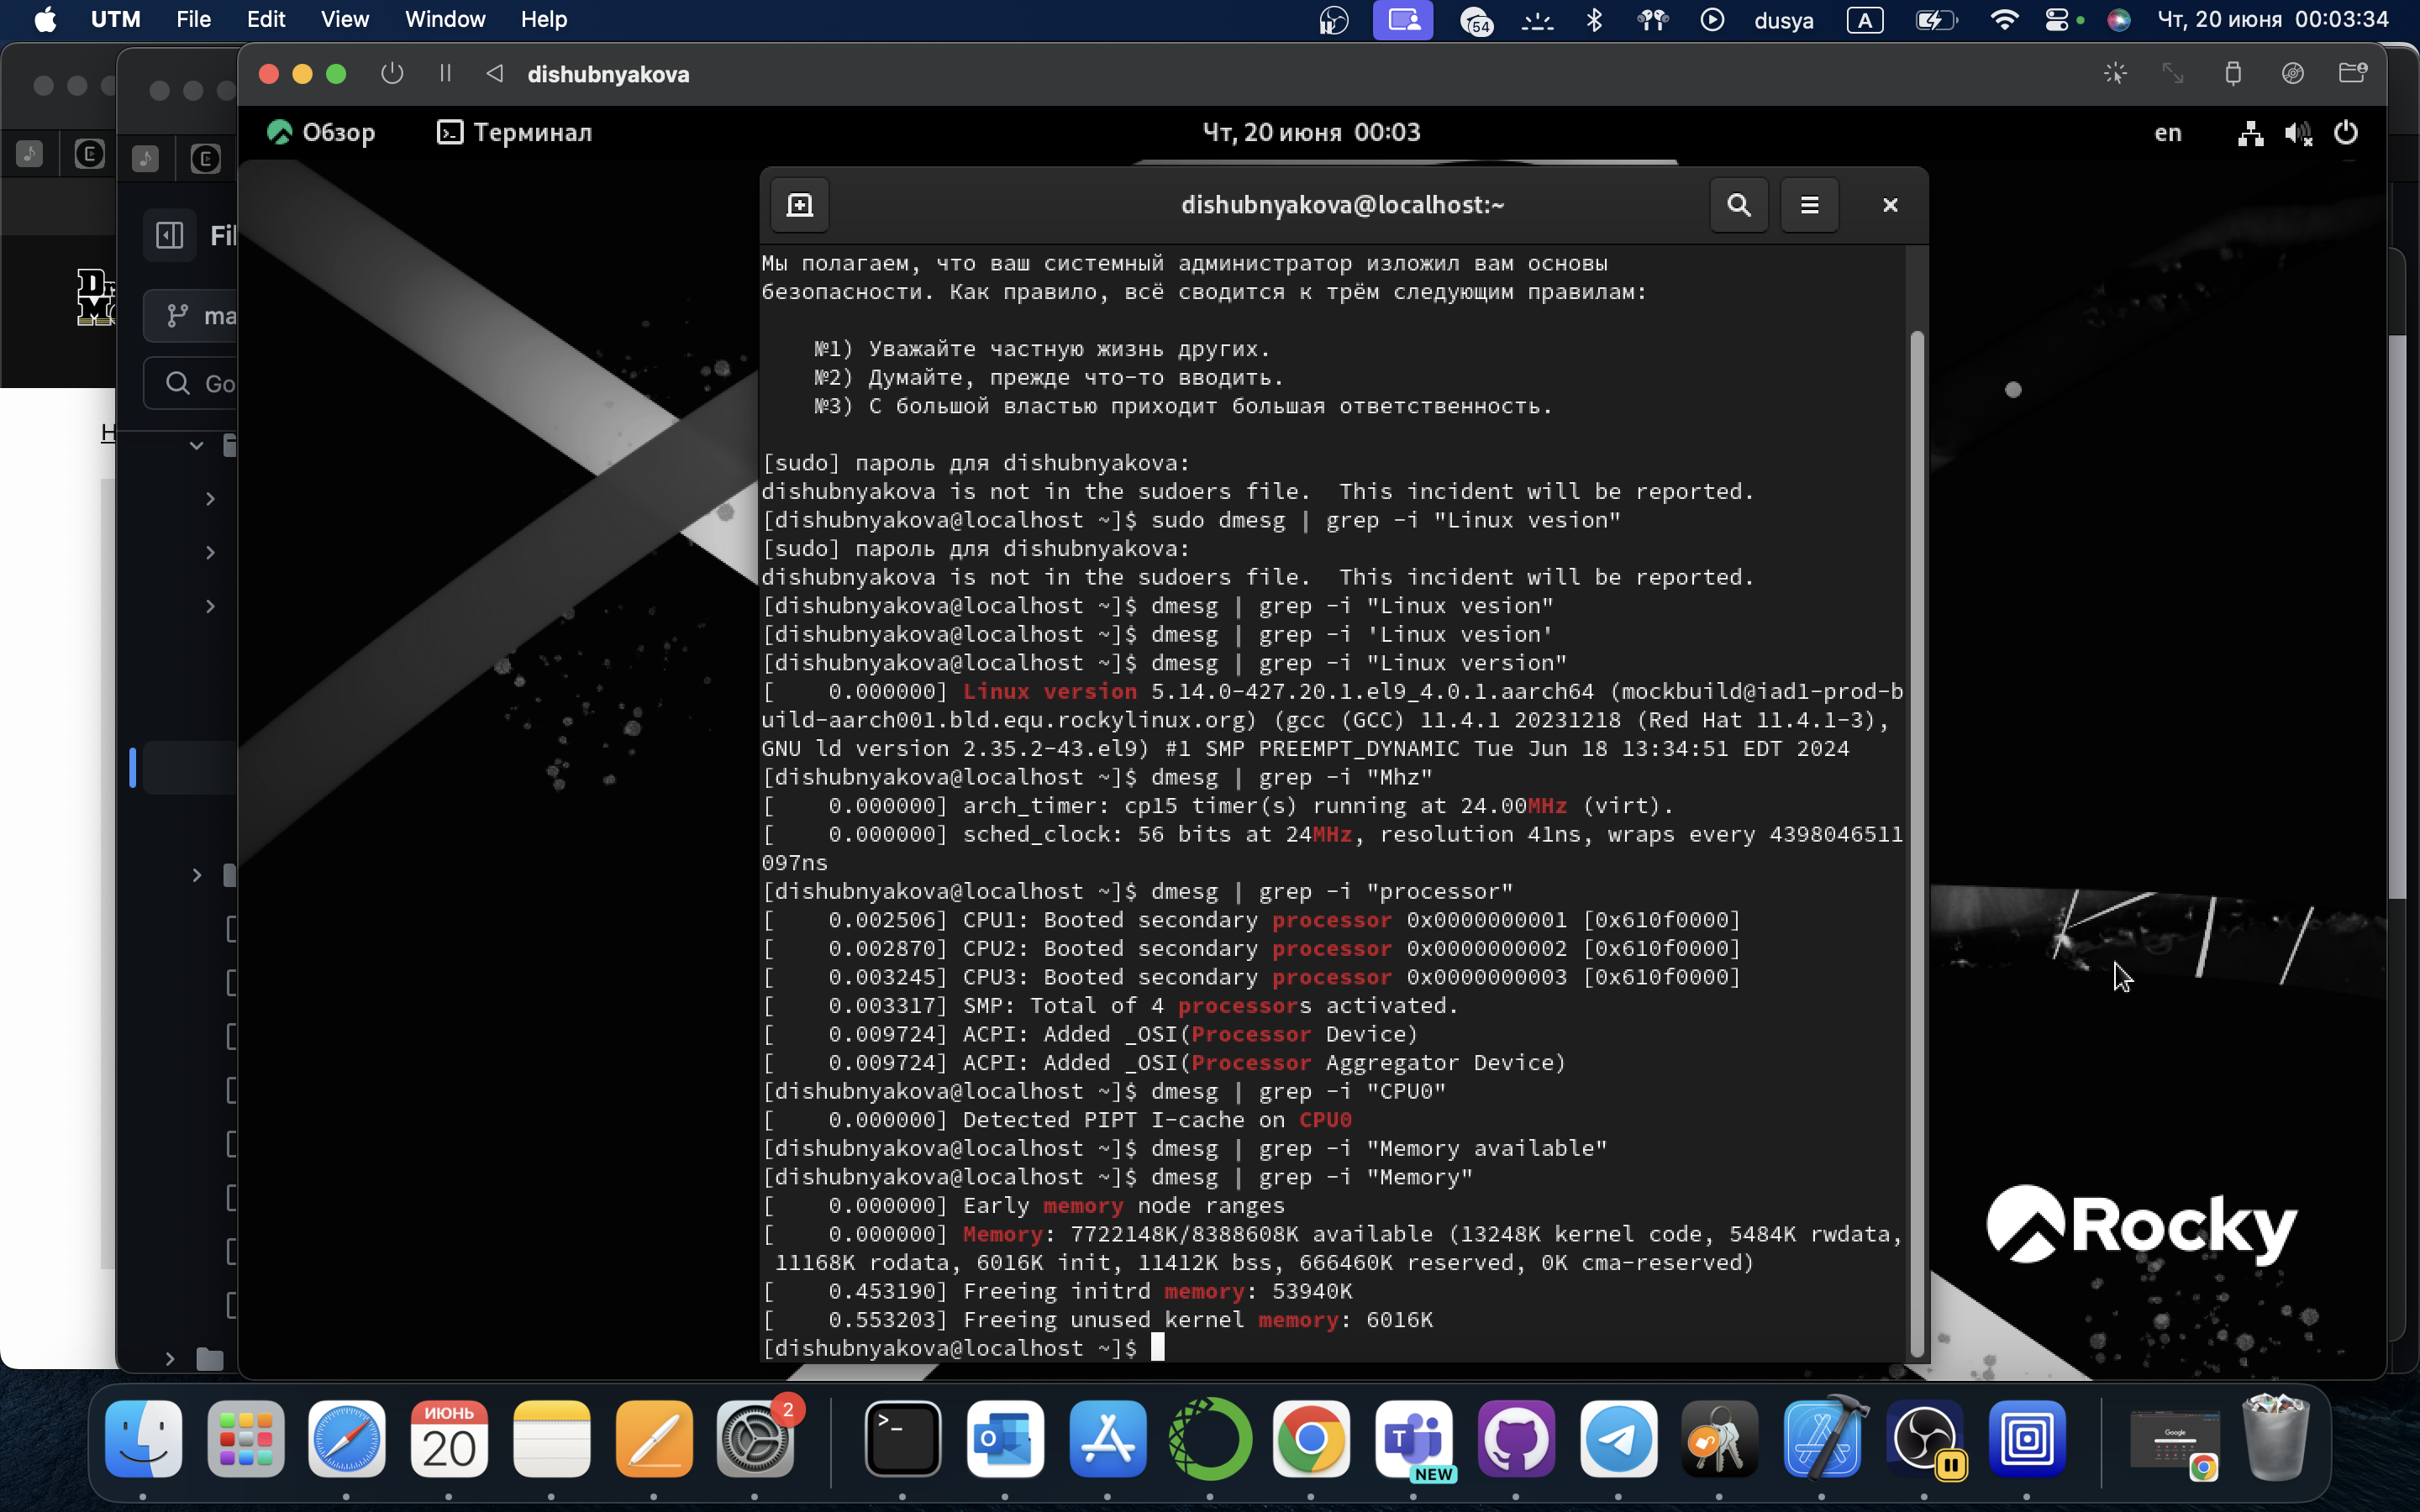 UTM File Edit View Window Help 54 dusya A Чт, 20 июня 00:03:34
dishubnyakova
Обзор Терминал Чт, 20 июня 00:03 en
dishubnyakova@localhost:~
Мы полагаем, что ваш системный администратор изложил вам основы
безопасности. Как правило, всё сводится к трём следующим правилам:
№1) Уважайте частную жизнь других.
№2) Думайте, прежде что-то вводить.
№3) С большой властью приходит большая ответственность.
[sudo] пароль для dishubnyakova:
dishubnyakova is not in the sudoers file.  This incident will be reported.
[dishubnyakova@localhost ~]$ sudo dmesg | grep -i "Linux vesion"
[sudo] пароль для dishubnyakova:
dishubnyakova is not in the sudoers file.  This incident will be reported.
[dishubnyakova@localhost ~]$ dmesg | grep -i "Linux vesion"
[dishubnyakova@localhost ~]$ dmesg | grep -i 'Linux vesion'
[dishubnyakova@localhost ~]$ dmesg | grep -i "Linux version"
[    0.000000] Linux version 5.14.0-427.20.1.el9_4.0.1.aarch64 (mockbuild@iad1-prod-b
uild-aarch001.bld.equ.rockylinux.org) (gcc (GCC) 11.4.1 20231218 (Red Hat 11.4.1-3),
GNU ld version 2.35.2-43.el9) #1 SMP PREEMPT_DYNAMIC Tue Jun 18 13:34:51 EDT 2024
[dishubnyakova@localhost ~]$ dmesg | grep -i "Mhz"
[    0.000000] arch_timer: cp15 timer(s) running at 24.00MHz (virt).
[    0.000000] sched_clock: 56 bits at 24MHz, resolution 41ns, wraps every 4398046511
097ns
[dishubnyakova@localhost ~]$ dmesg | grep -i "processor"
[    0.002506] CPU1: Booted secondary processor 0x0000000001 [0x610f0000]
[    0.002870] CPU2: Booted secondary processor 0x0000000002 [0x610f0000]
[    0.003245] CPU3: Booted secondary processor 0x0000000003 [0x610f0000]
[    0.003317] SMP: Total of 4 processors activated.
[    0.009724] ACPI: Added _OSI(Processor Device)
[    0.009724] ACPI: Added _OSI(Processor Aggregator Device)
[dishubnyakova@localhost ~]$ dmesg | grep -i "CPU0"
[    0.000000] Detected PIPT I-cache on CPU0
[dishubnyakova@localhost ~]$ dmesg | grep -i "Memory available"
[dishubnyakova@localhost ~]$ dmesg | grep -i "Memory"
[    0.000000] Early memory node ranges
[    0.000000] Memory: 7722148K/8388608K available (13248K kernel code, 5484K rwdata,
11168K rodata, 6016K init, 11412K bss, 666460K reserved, 0K cma-reserved)
[    0.453190] Freeing initrd memory: 53940K
[    0.553203] Freeing unused kernel memory: 6016K
[dishubnyakova@localhost ~]$
Rocky
ИЮНЬ
20
2
NEW